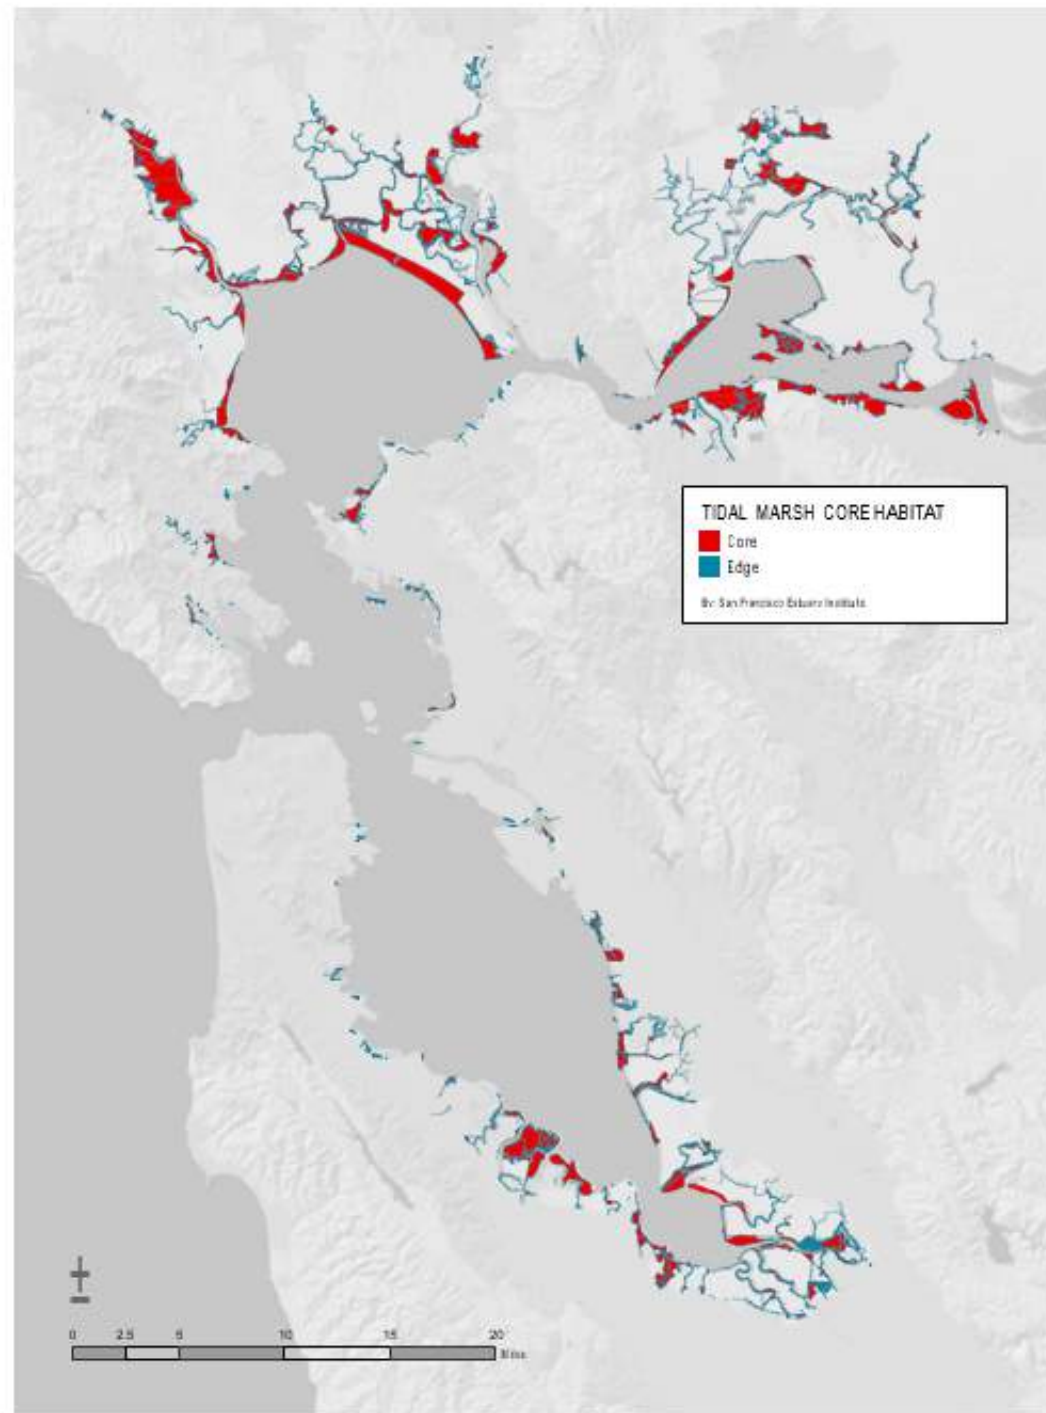 TIDAL MARSH CORE HABITAT
Core
Edge
By: San Francisco Estuary Institute
0 2.5 5 10 15 20
Miles